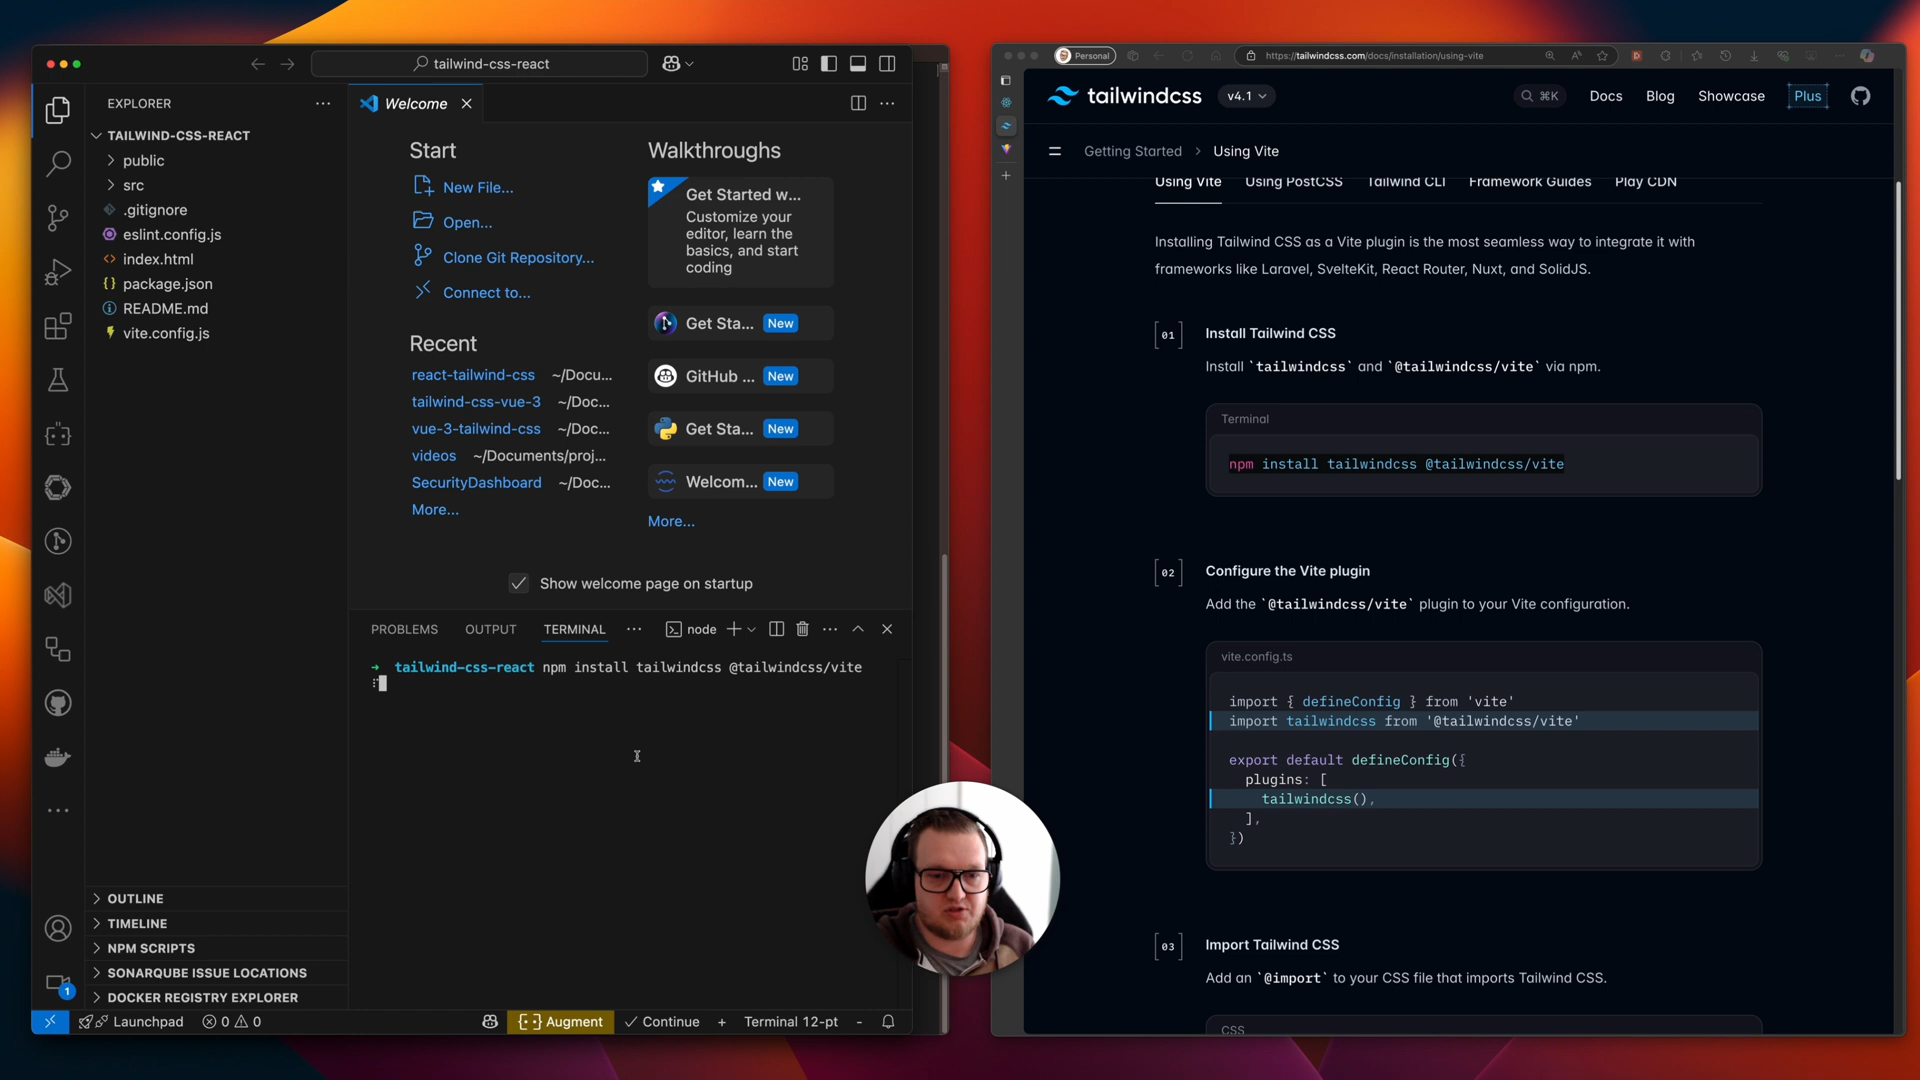 tailwind-css-react
EXPLORER
TAILWIND-CSS-REACT
public
src
.gitignore
eslint.config.js
index.html
package.json
README.md
vite.config.js
OUTLINE
TIMELINE
NPM SCRIPTS
SONARQUBE ISSUE LOCATIONS
DOCKER REGISTRY EXPLORER
1
Welcome
Start
New File...
Open...
Clone Git Repository...
Connect to...
Recent
react-tailwind-css ~/Docu...
tailwind-css-vue-3 ~/Doc...
vue-3-tailwind-css ~/Doc...
videos ~/Documents/proj...
SecurityDashboard ~/Doc...
More...
Walkthroughs
Get Started w...
Customize your
editor, learn the
basics, and start
coding
Get Sta... New
GitHub ... New
Get Sta... New
Welcom... New
More...
Show welcome page on startup
PROBLEMS OUTPUT TERMINAL node
➜ tailwind-css-react npm install tailwindcss @tailwindcss/vite
Launchpad 0 0 Augment Continue + Terminal 12-pt -
Personal
https://tailwindcss.com/docs/installation/using-vite
tailwindcss v4.1 ⌘K Docs Blog Showcase Plus
Getting Started > Using Vite
Using Vite Using PostCSS Tailwind CLI Framework Guides Play CDN
Installing Tailwind CSS as a Vite plugin is the most seamless way to integrate it with
frameworks like Laravel, SvelteKit, React Router, Nuxt, and SolidJS.
01 Install Tailwind CSS
Install `tailwindcss` and `@tailwindcss/vite` via npm.
Terminal
npm install tailwindcss @tailwindcss/vite
02 Configure the Vite plugin
Add the `@tailwindcss/vite` plugin to your Vite configuration.
vite.config.ts
import { defineConfig } from 'vite'
import tailwindcss from '@tailwindcss/vite'
export default defineConfig({
plugins: [
tailwindcss(),
],
})
03 Import Tailwind CSS
Add an `@import` to your CSS file that imports Tailwind CSS.
CSS